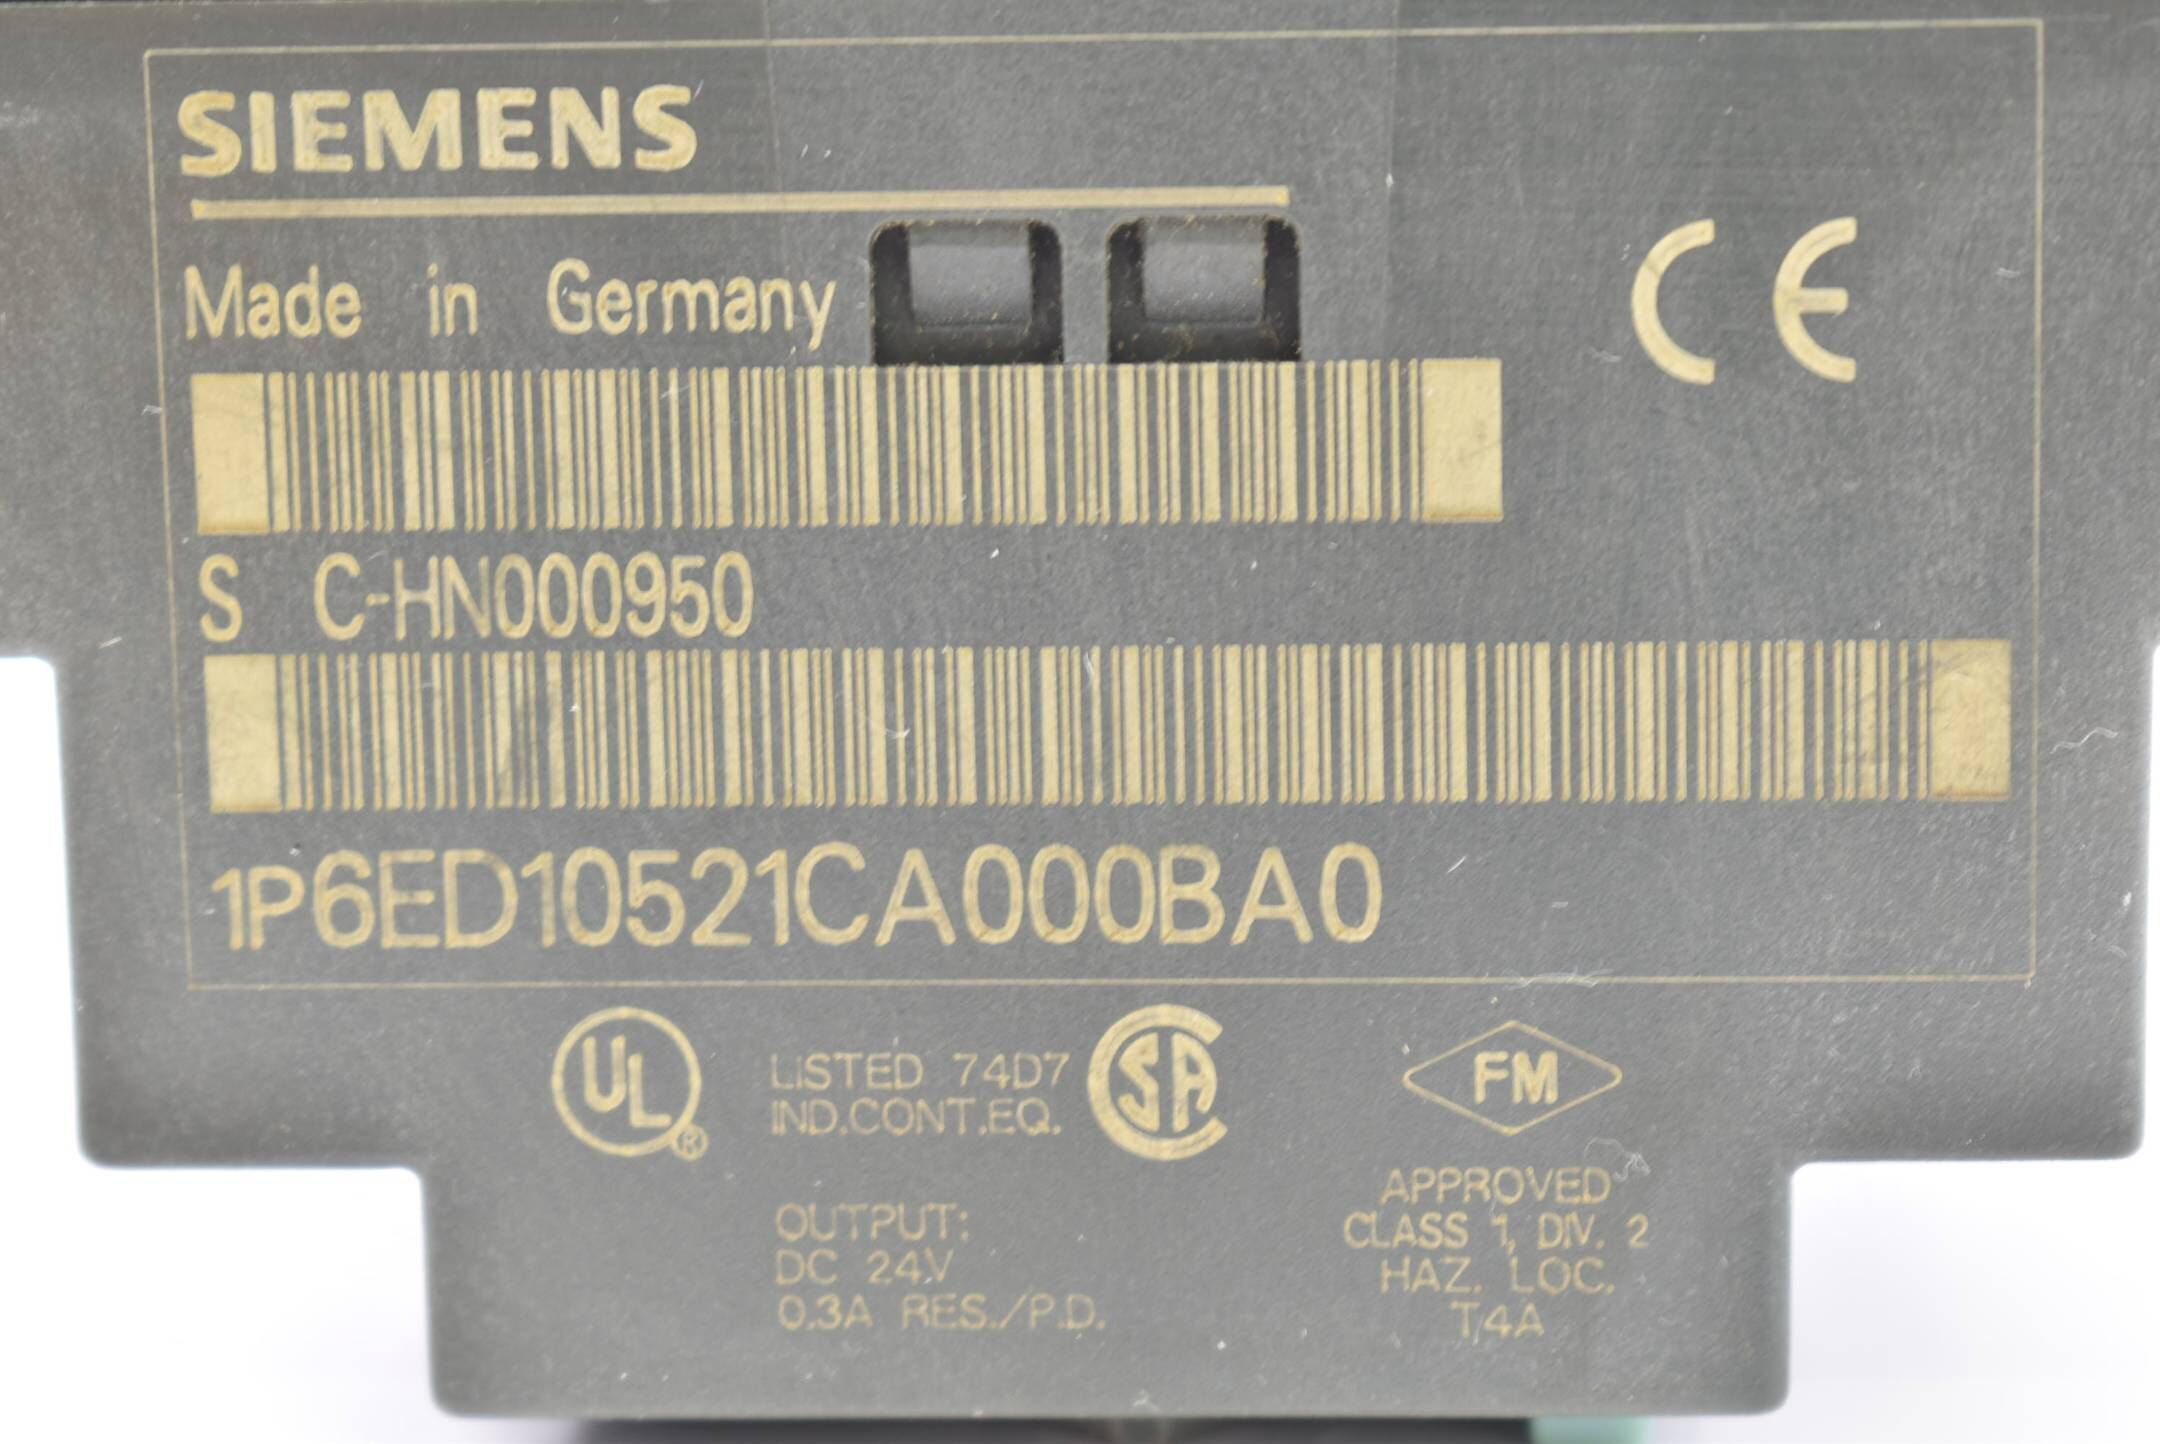 SIEMENS
Made in Germany
CE
S C-HN000950
1P6ED10521CA000BA0
UL ®
LISTED 74D7
IND.CONT.EQ.
SA
FM
OUTPUT:
DC 24V
0.3A RES./P.D.
APPROVED
CLASS 1, DIV. 2
HAZ. LOC.
T4A